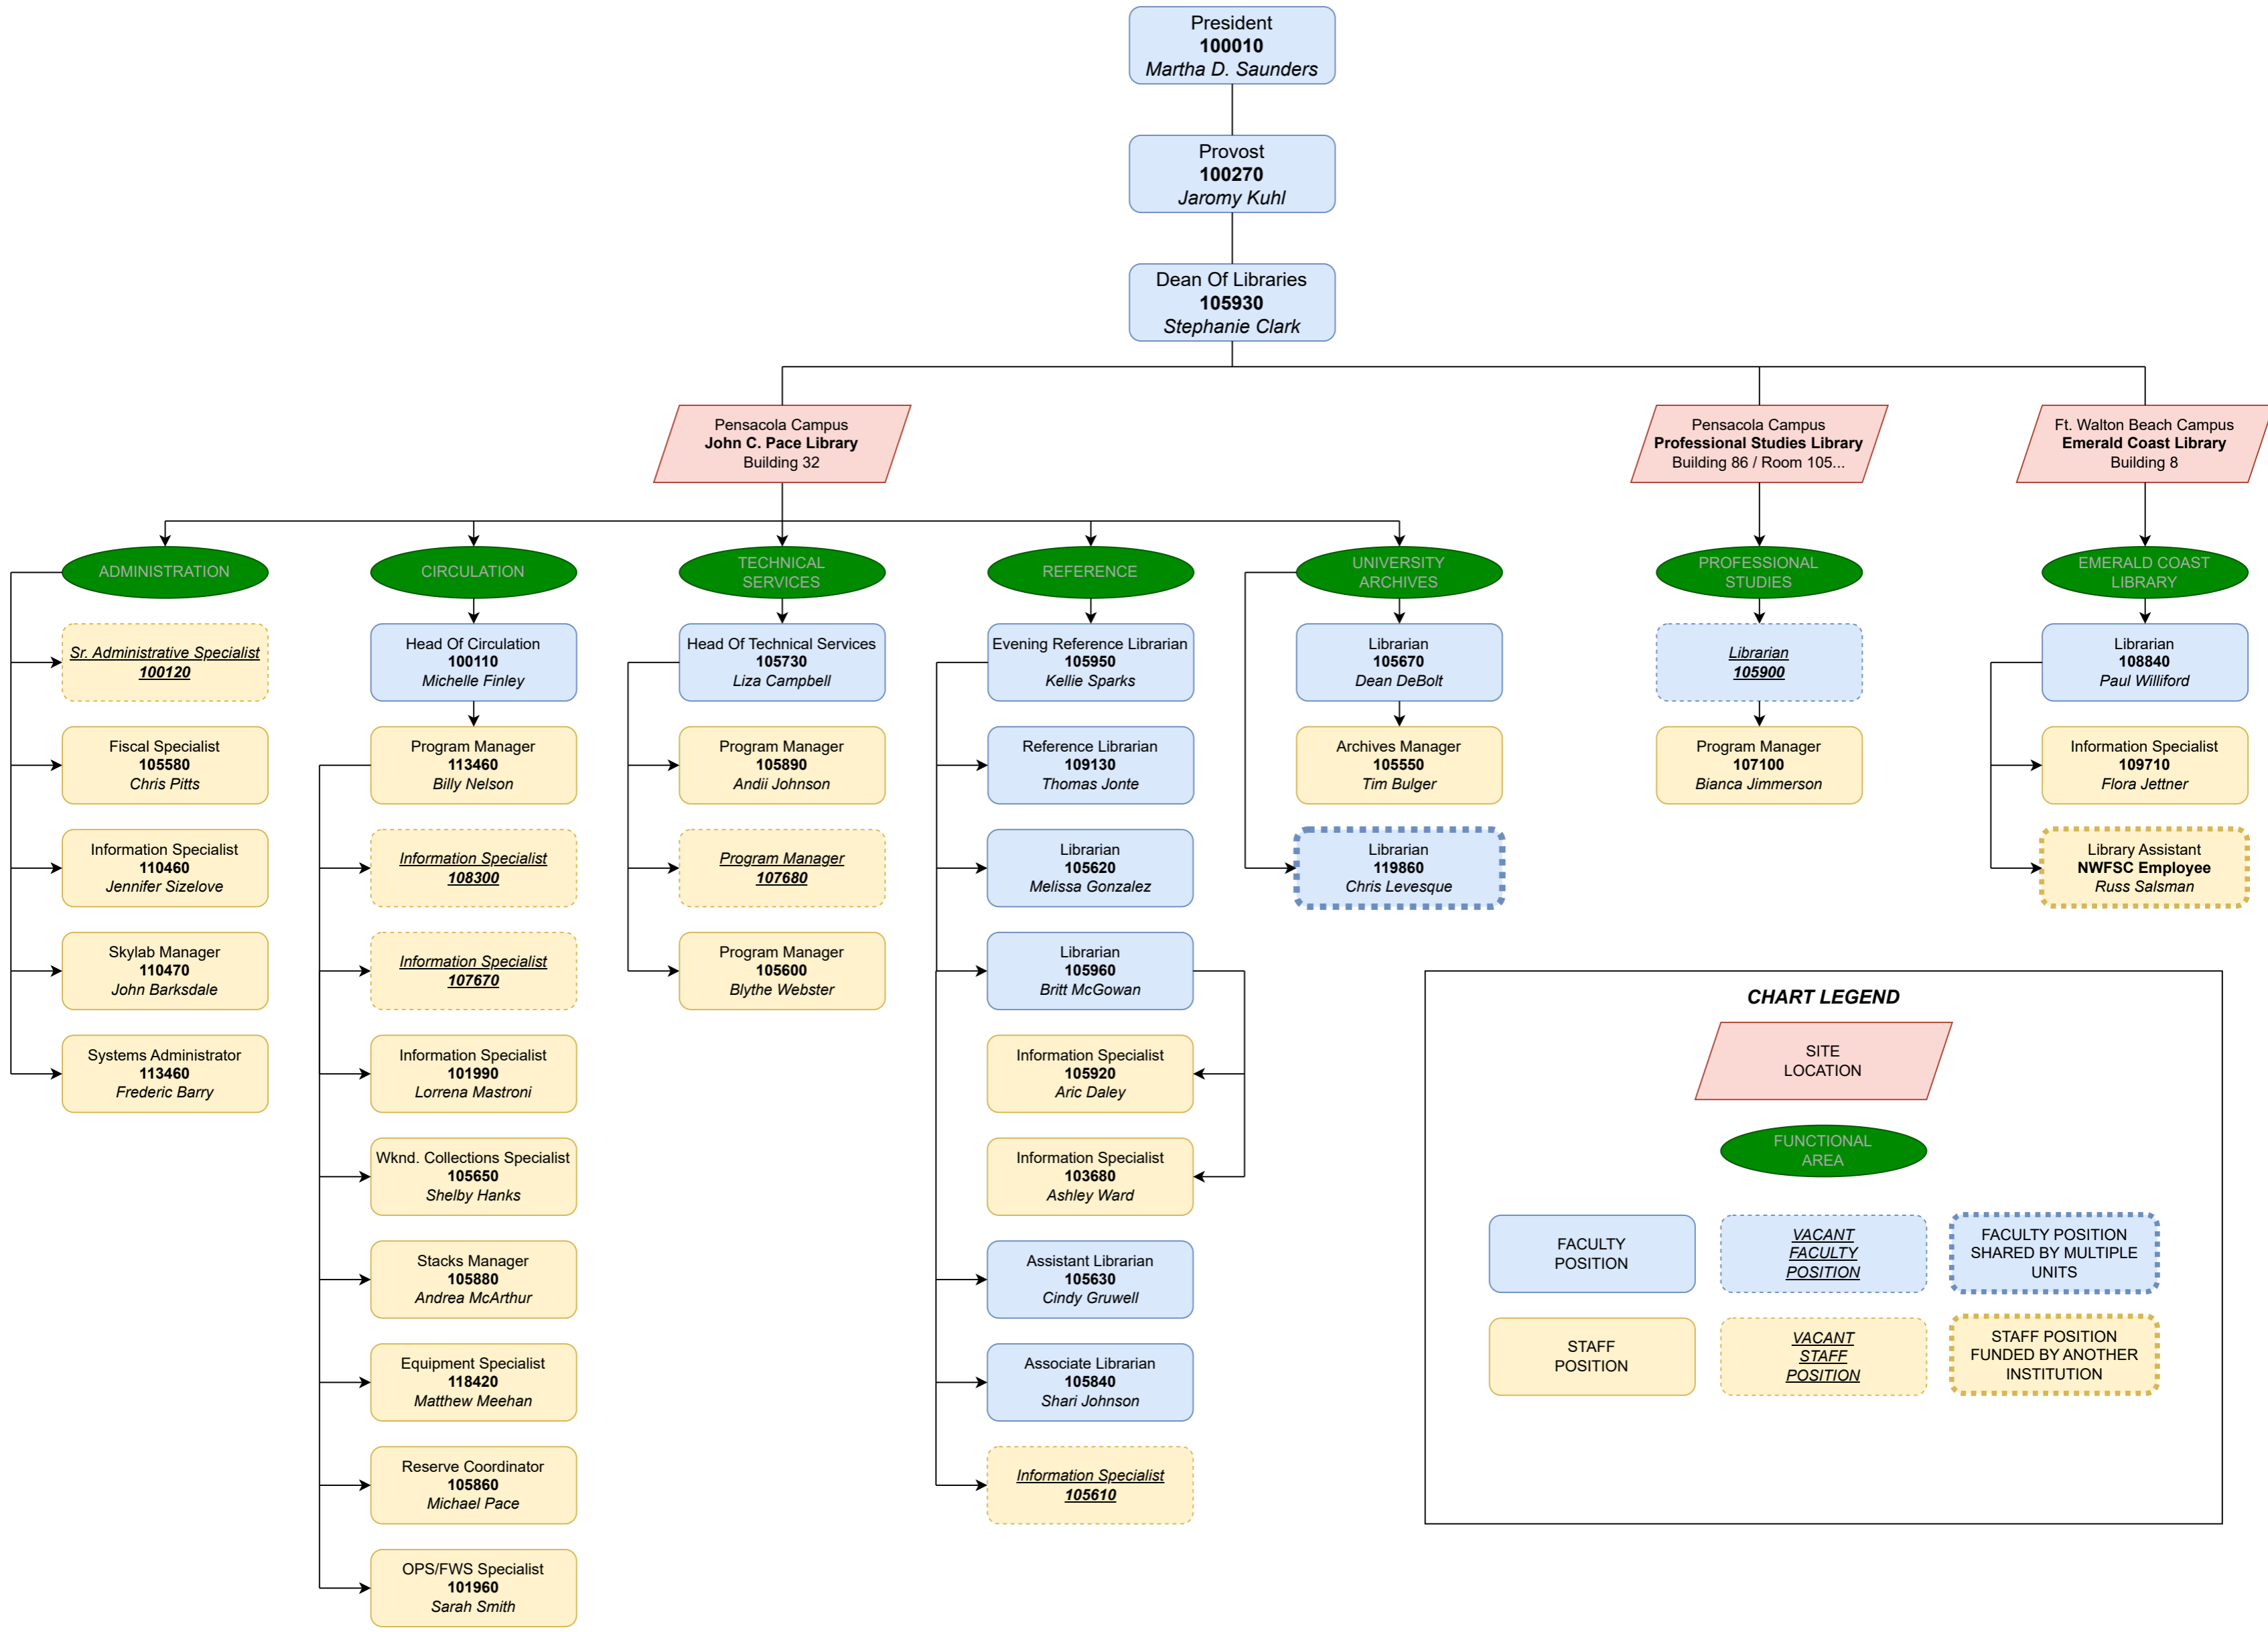 President
100010
Martha D. Saunders
Provost
100270
Jaromy Kuhl
Dean Of Libraries
105930
Stephanie Clark
Pensacola Campus
John C. Pace Library
Building 32
Pensacola Campus
Professional Studies Library
Building 86 / Room 105...
Ft. Walton Beach Campus
Emerald Coast Library
Building 8
ADMINISTRATION
Sr. Administrative Specialist
100120
Fiscal Specialist
105580
Chris Pitts
Information Specialist
110460
Jennifer Sizelove
Skylab Manager
110470
John Barksdale
Systems Administrator
113460
Frederic Barry
CIRCULATION
Head Of Circulation
100110
Michelle Finley
Program Manager
113460
Billy Nelson
Information Specialist
108300
Information Specialist
107670
Information Specialist
101990
Lorrena Mastroni
Wknd. Collections Specialist
105650
Shelby Hanks
Stacks Manager
105880
Andrea McArthur
Equipment Specialist
118420
Matthew Meehan
Reserve Coordinator
105860
Michael Pace
OPS/FWS Specialist
101960
Sarah Smith
TECHNICAL
SERVICES
Head Of Technical Services
105730
Liza Campbell
Program Manager
105890
Andii Johnson
Program Manager
107680
Program Manager
105600
Blythe Webster
REFERENCE
Evening Reference Librarian
105950
Kellie Sparks
Reference Librarian
109130
Thomas Jonte
Librarian
105620
Melissa Gonzalez
Librarian
105960
Britt McGowan
Information Specialist
105920
Aric Daley
Information Specialist
103680
Ashley Ward
Assistant Librarian
105630
Cindy Gruwell
Associate Librarian
105840
Shari Johnson
Information Specialist
105610
UNIVERSITY
ARCHIVES
Librarian
105670
Dean DeBolt
Archives Manager
105550
Tim Bulger
Librarian
119860
Chris Levesque
PROFESSIONAL
STUDIES
Librarian
105900
Program Manager
107100
Bianca Jimmerson
EMERALD COAST
LIBRARY
Librarian
108840
Paul Williford
Information Specialist
109710
Flora Jettner
Library Assistant
NWFSC Employee
Russ Salsman
CHART LEGEND
SITE
LOCATION
FUNCTIONAL
AREA
FACULTY
POSITION
VACANT
FACULTY
POSITION
FACULTY POSITION
SHARED BY MULTIPLE
UNITS
STAFF
POSITION
VACANT
STAFF
POSITION
STAFF POSITION
FUNDED BY ANOTHER
INSTITUTION